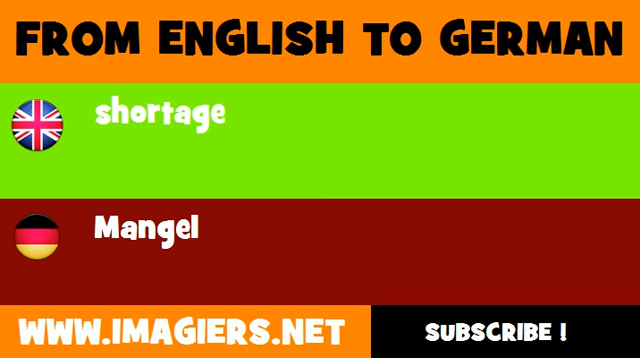 FROM ENGLISH TO GERMAN
shortage
Mangel
WWW.IMAGIERS.NET
SUBSCRIBE !